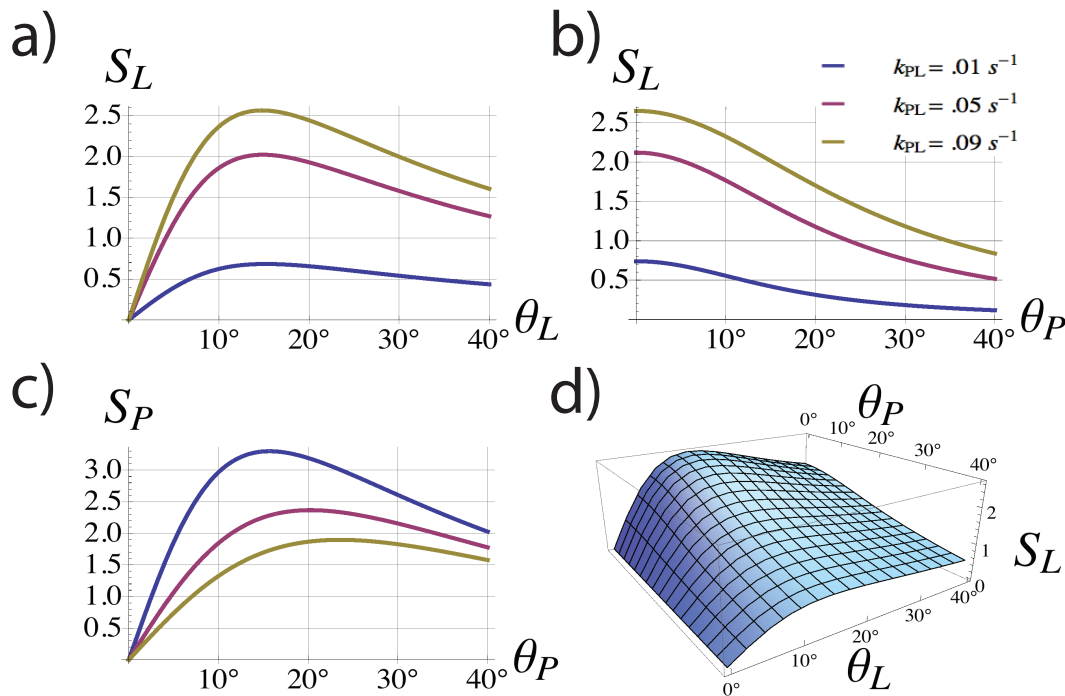 a)
S_L
2.5
2.0
1.5
1.0
0.5
10° 20° 30° 40°
θ_L
b)
S_L
k_PL = .01 s⁻¹
k_PL = .05 s⁻¹
k_PL = .09 s⁻¹
2.5
2.0
1.5
1.0
0.5
10° 20° 30° 40°
θ_P
c)
S_P
3.0
2.5
2.0
1.5
1.0
0.5
10° 20° 30° 40°
θ_P
d)
θ_P
0° 10° 20° 30° 40°
2
1
0
S_L
0° 10° 20° 30° 40°
θ_L